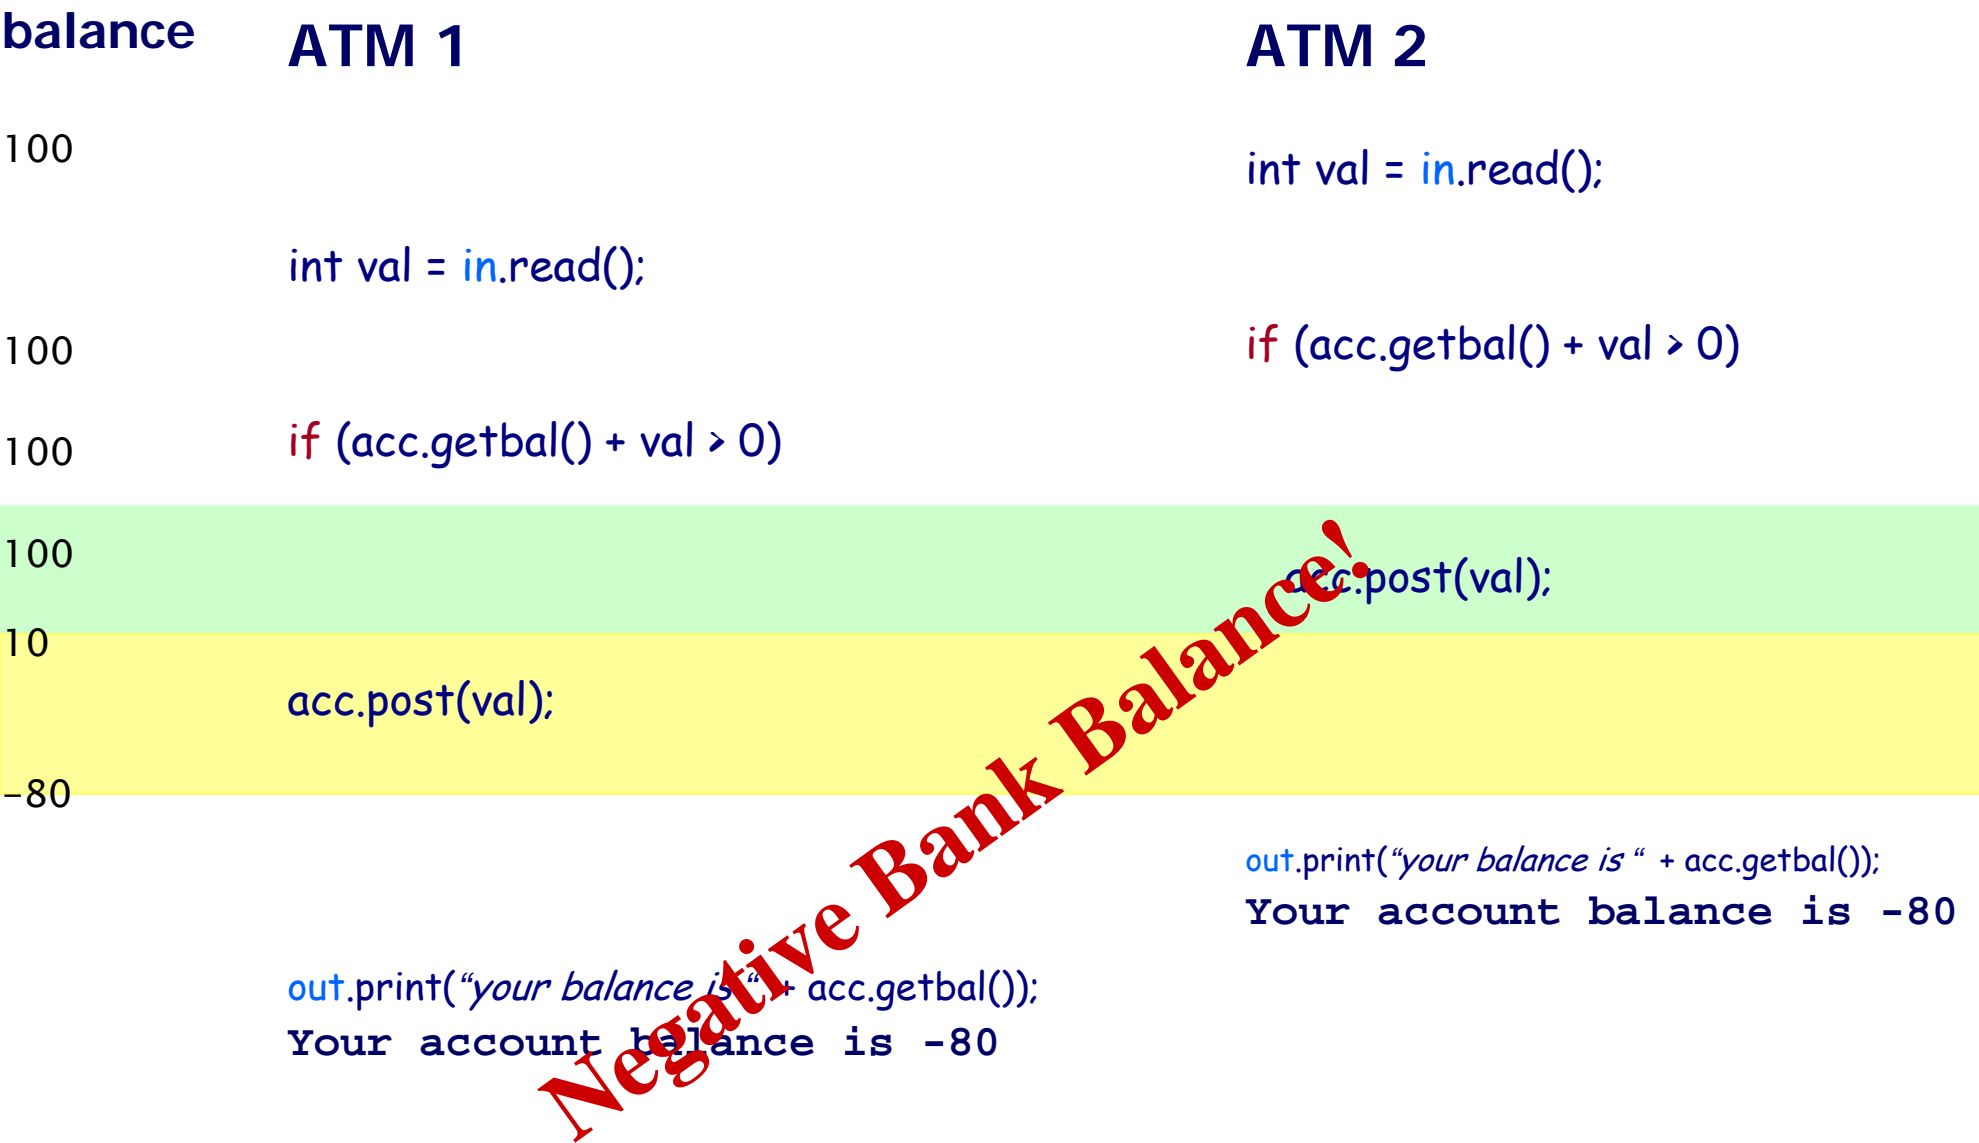 balance ATM 1 ATM 2
100
int val = in.read();
int val = in.read();
100
if (acc.getbal() + val > 0)
100
if (acc.getbal() + val > 0)
100
acc.post(val);
10
acc.post(val);
-80
out.print(“your balance is “ + acc.getbal());
Your account balance is -80
out.print(“your balance is “ + acc.getbal());
Your account balance is -80
Negative Bank Balance!